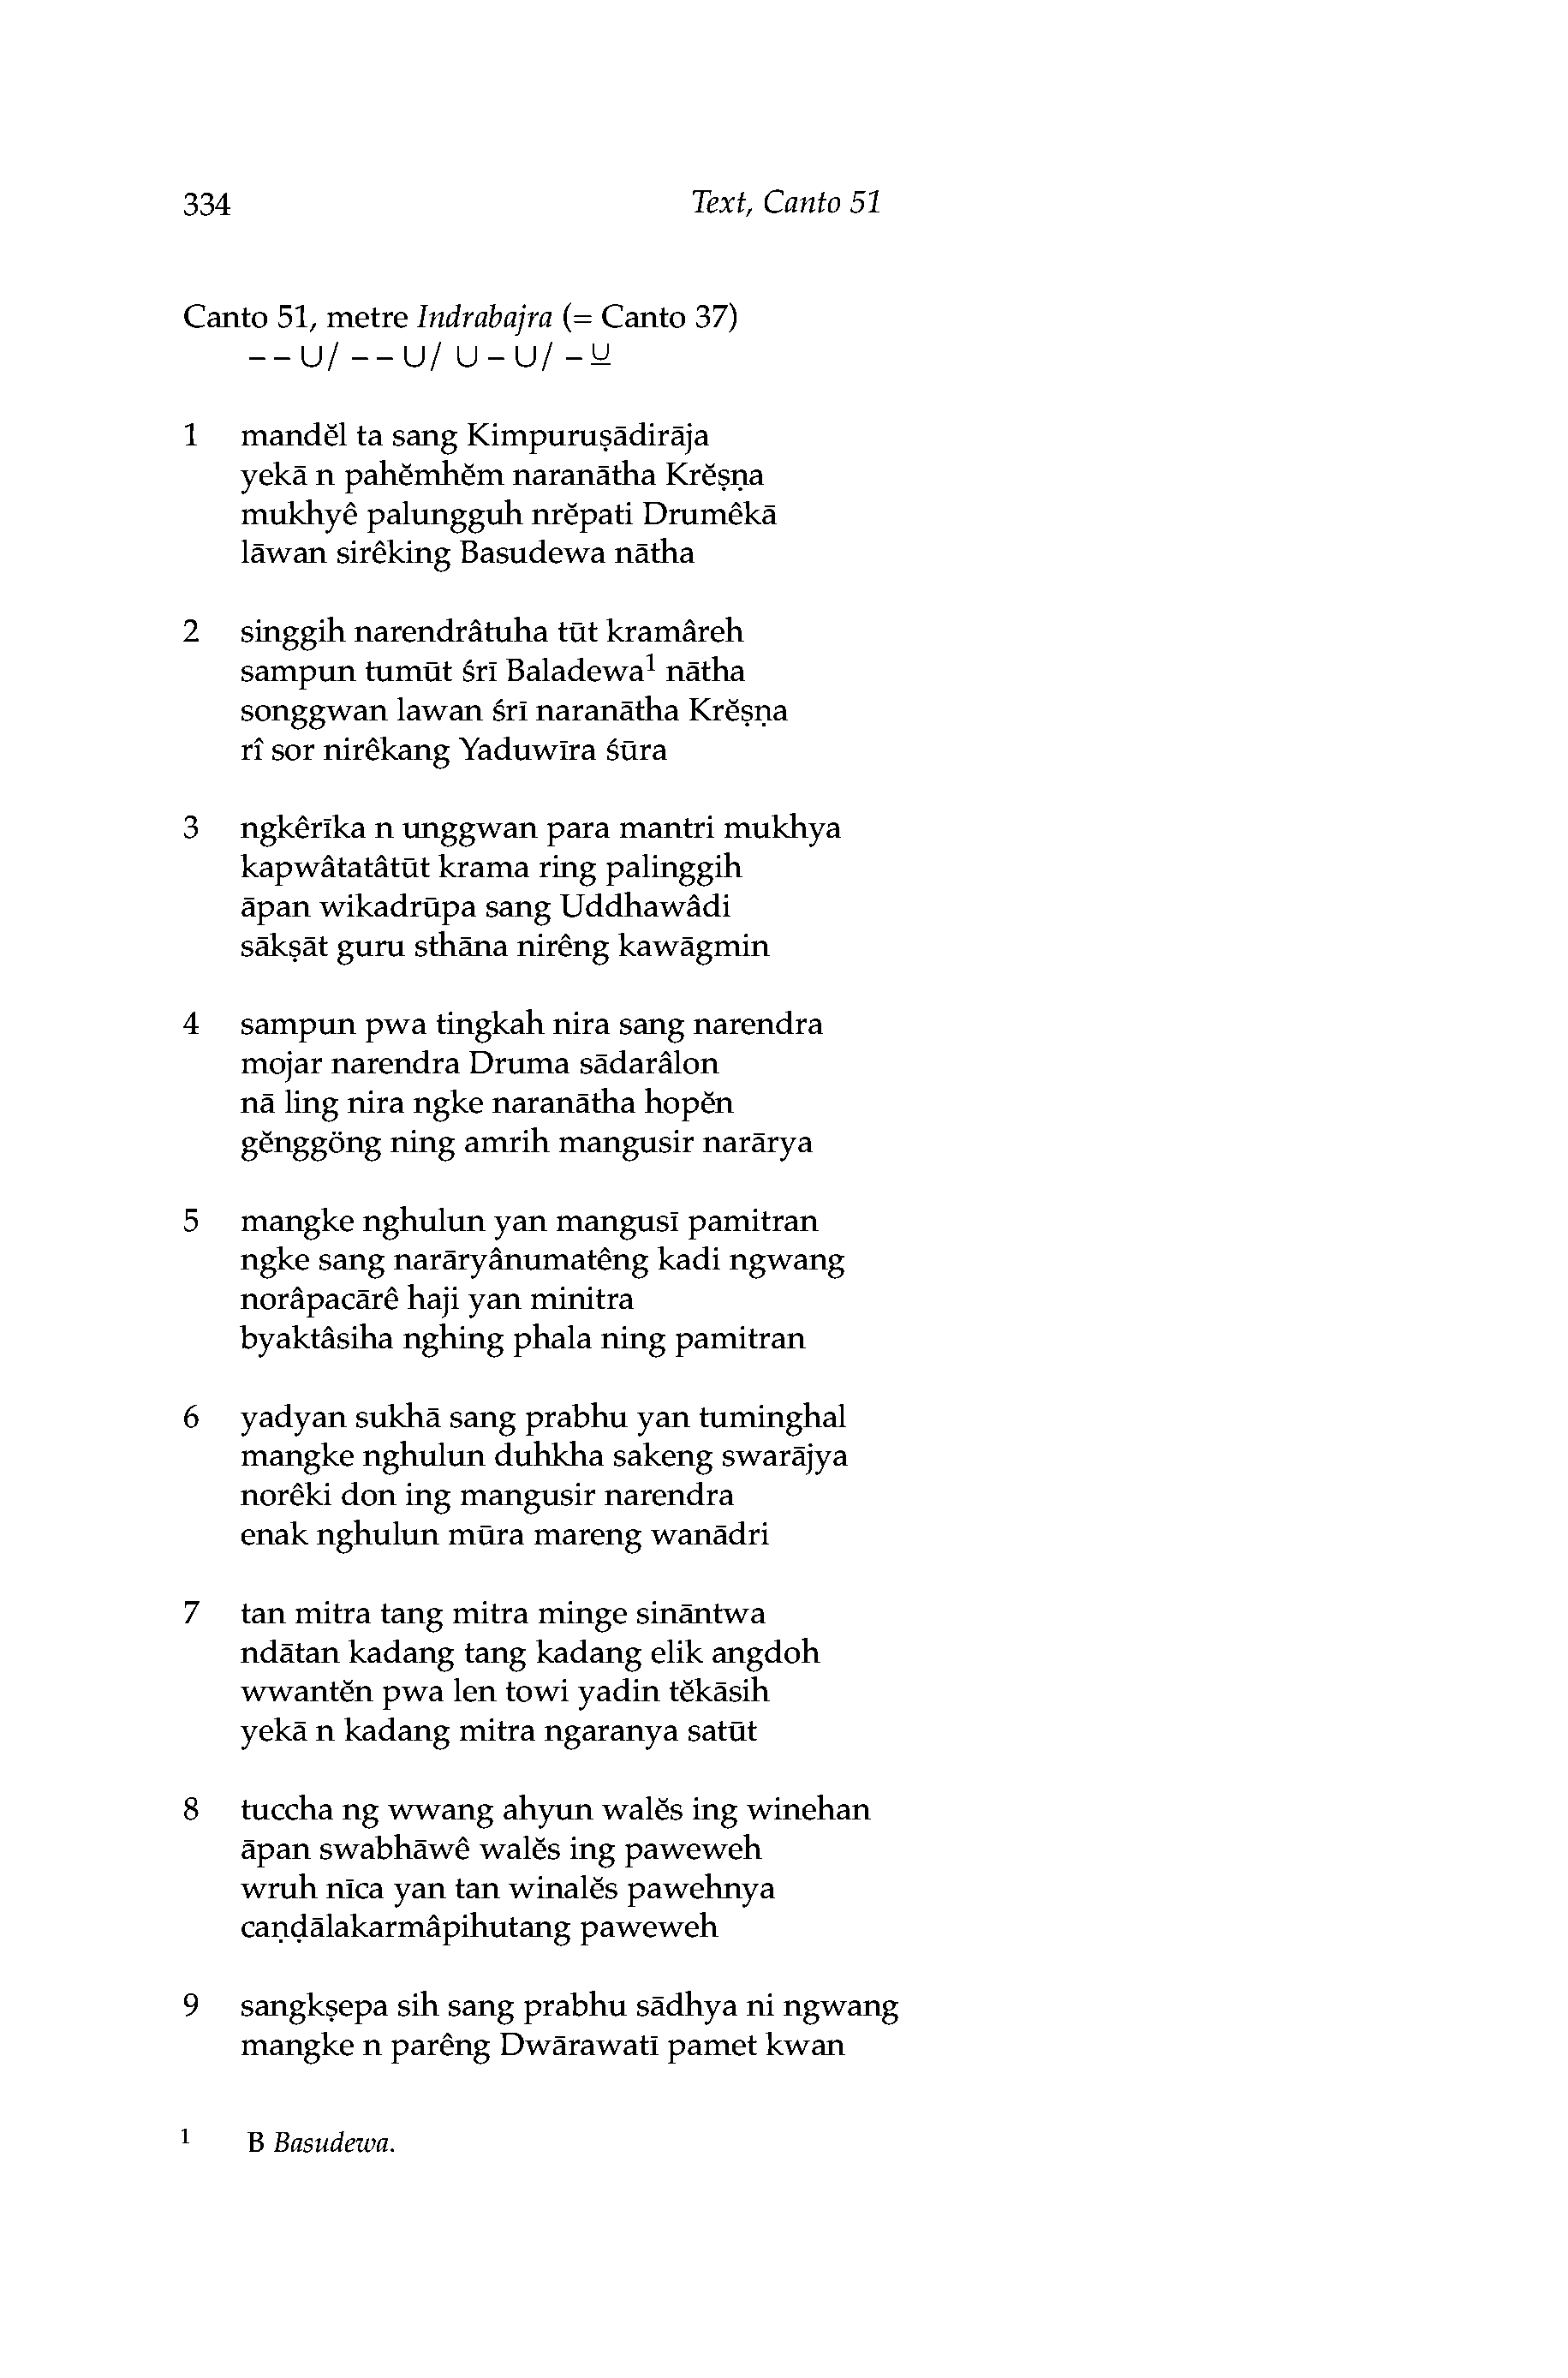 334 Text, Canto 51
Canto 51, metre Indrabajra (= Canto 37)
– – ∪/ – – ∪/ ∪ – ∪/ – ∪̲
1 mandĕl ta sang Kimpuruṣādirāja
yekā n pahĕmhĕm naranātha Krĕṣṇa
mukhyê palungguh nrĕpati Drumêkā
lāwan sirêking Basudewa nātha
2 singgih narendrâtuha tūt kramâreh
sampun tumūt śrī Baladewa¹ nātha
songgwan lawan śrī naranātha Krĕṣṇa
rî sor nirêkang Yaduwīra śūra
3 ngkêrīka n unggwan para mantri mukhya
kapwâtatâtūt krama ring palinggih
āpan wikadrūpa sang Uddhawâdi
sākṣāt guru sthāna nirêng kawāgmin
4 sampun pwa tingkah nira sang narendra
mojar narendra Druma sādarâlon
nā ling nira ngke naranātha hopĕn
gĕnggöng ning amrih mangusir narārya
5 mangke nghulun yan mangusī pamitran
ngke sang narāryânumatêng kadi ngwang
norâpacārê haji yan minitra
byaktâsiha nghing phala ning pamitran
6 yadyan sukhā sang prabhu yan tuminghal
mangke nghulun duhkha sakeng swarājya
norêki don ing mangusir narendra
enak nghulun mūra mareng wanādri
7 tan mitra tang mitra minge sināntwa
ndātan kadang tang kadang elik angdoh
wwantĕn pwa len towi yadin tĕkāsih
yekā n kadang mitra ngaranya satūt
8 tuccha ng wwang ahyun walĕs ing winehan
āpan swabhāwê walĕs ing paweweh
wruh nīca yan tan winalĕs pawehnya
caṇḍālakarmâpihutang paweweh
9 sangkṣepa sih sang prabhu sādhya ni ngwang
mangke n parêng Dwārawatī pamet kwan
¹ B Basudewa.